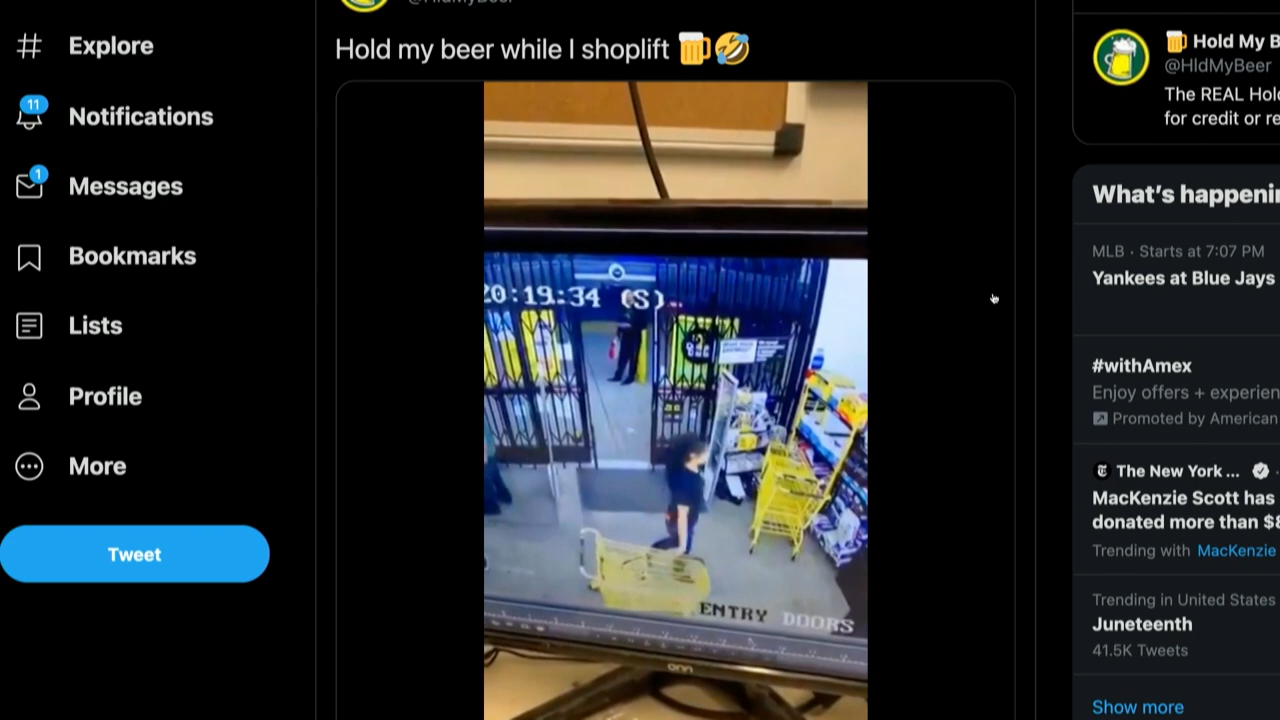 Explore
11
Notifications
1
Messages
Bookmarks
Lists
Profile
More
Tweet
Hold my beer while I shoplift 🍺🤣
20:19:34 (S)
ENTRY DOORS
onn
Hold My B
@HldMyBeer
The REAL Hol
for credit or re
What's happenin
MLB · Starts at 7:07 PM
Yankees at Blue Jays
#withAmex
Enjoy offers + experien
Promoted by American
The New York ...
MacKenzie Scott has
donated more than $8
Trending with MacKenzie
Trending in United States
Juneteenth
41.5K Tweets
Show more